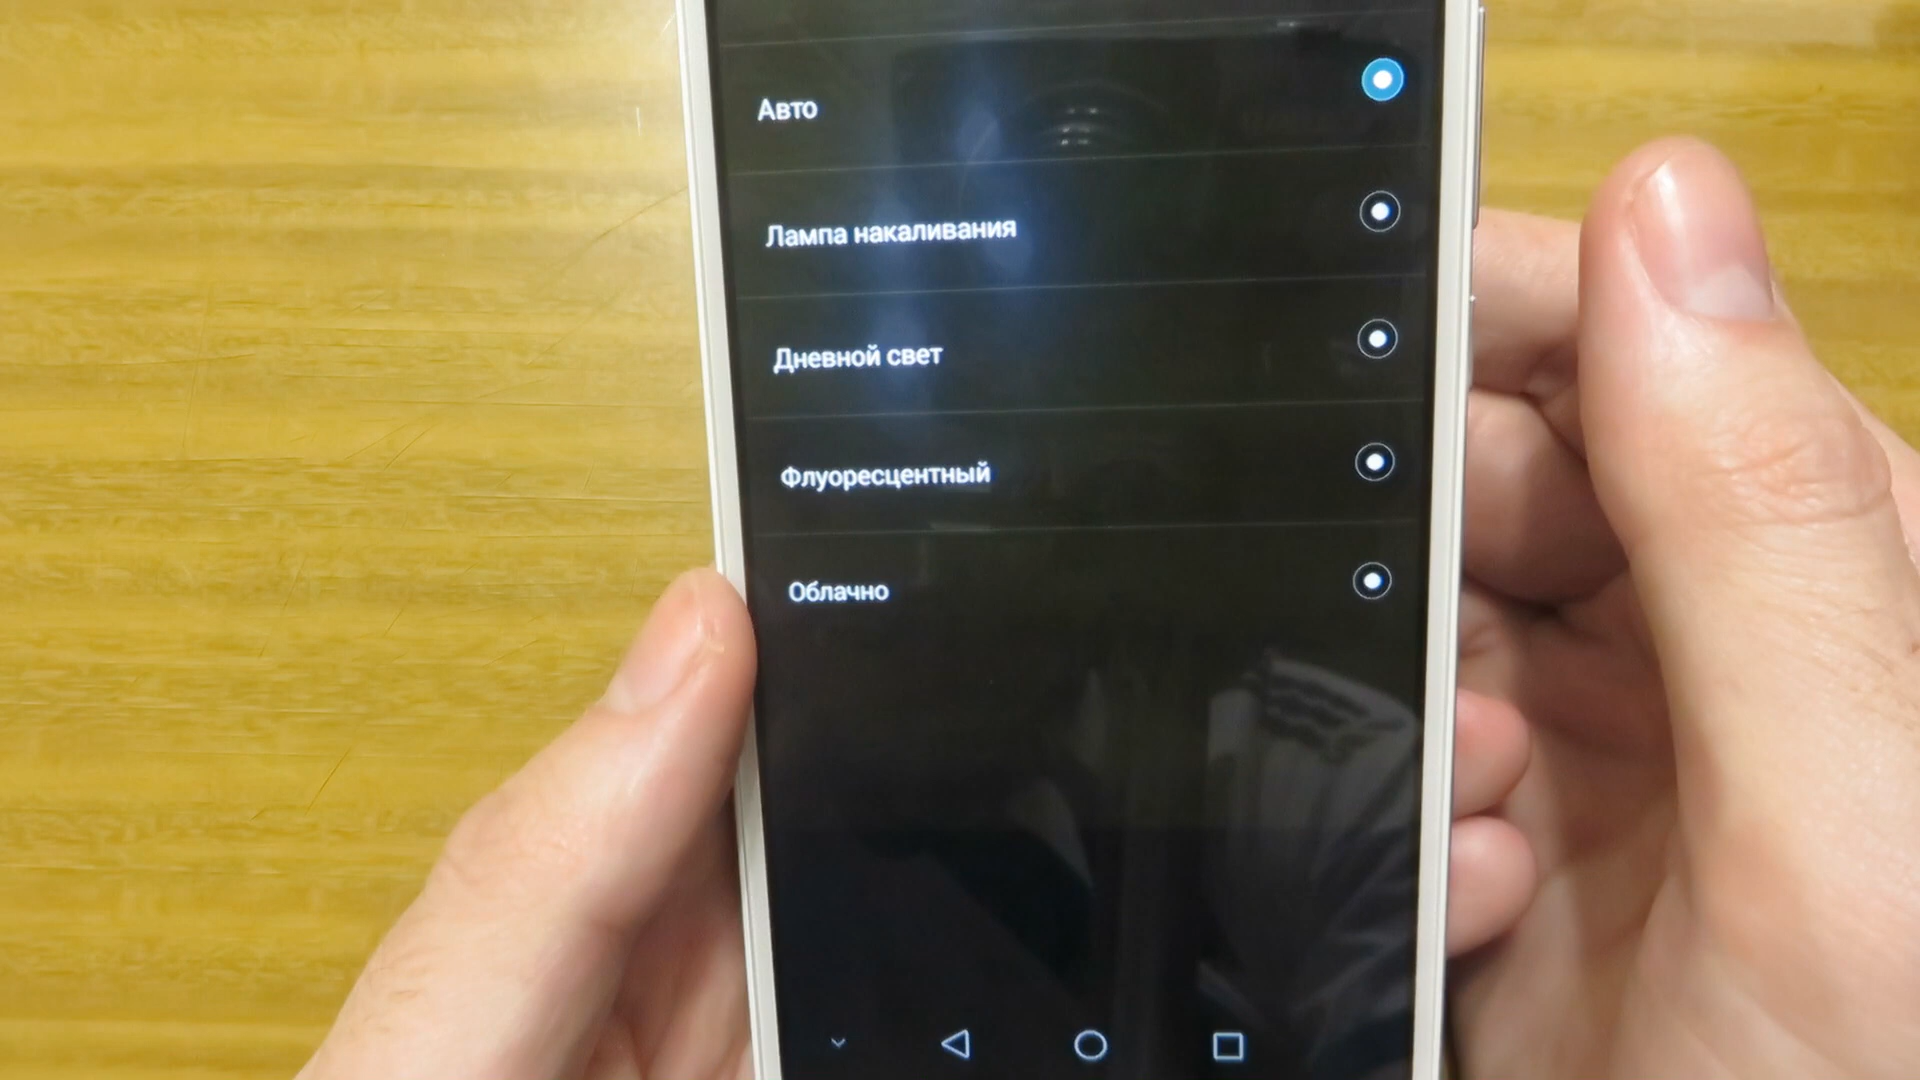 Авто
Лампа накаливания
Дневной свет
Флуоресцентный
Облачно